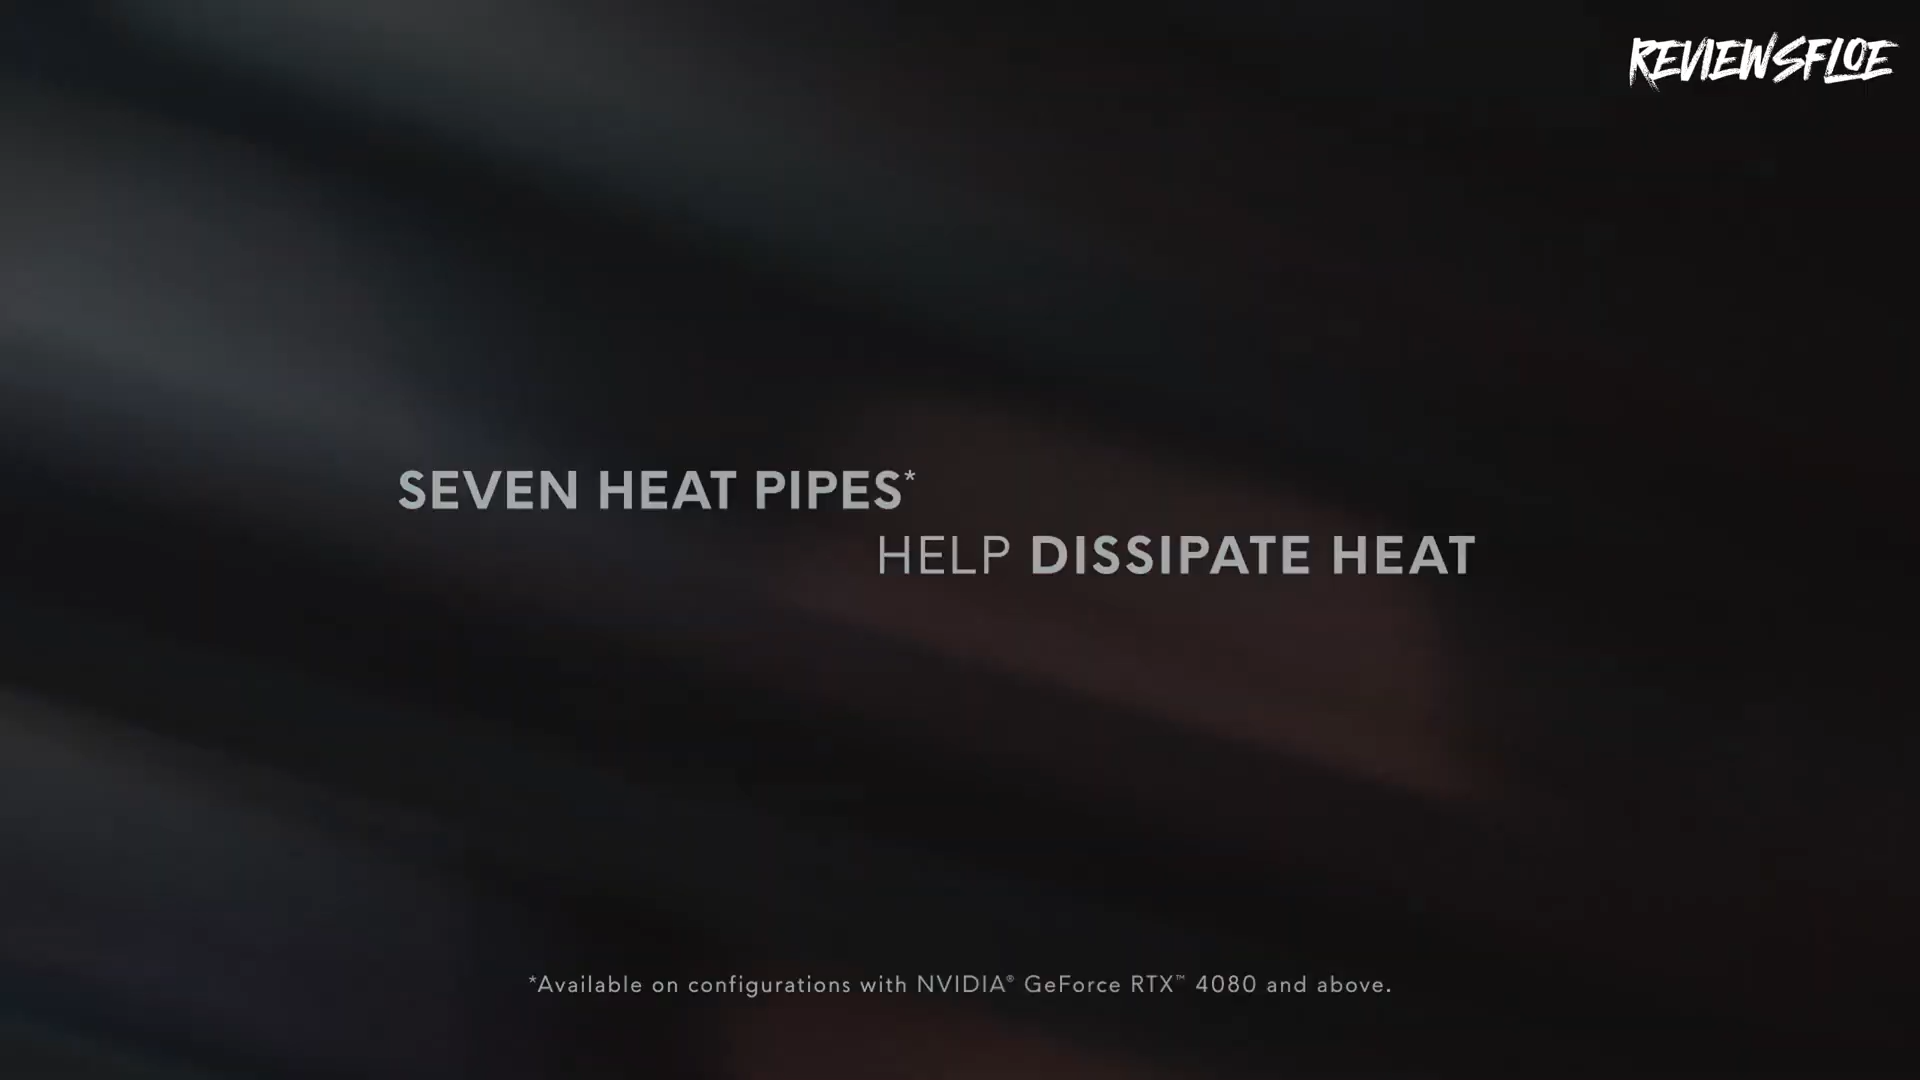 REVIEWSFLOE
SEVEN HEAT PIPES*
HELP DISSIPATE HEAT
*Available on configurations with NVIDIA® GeForce RTX™ 4080 and above.